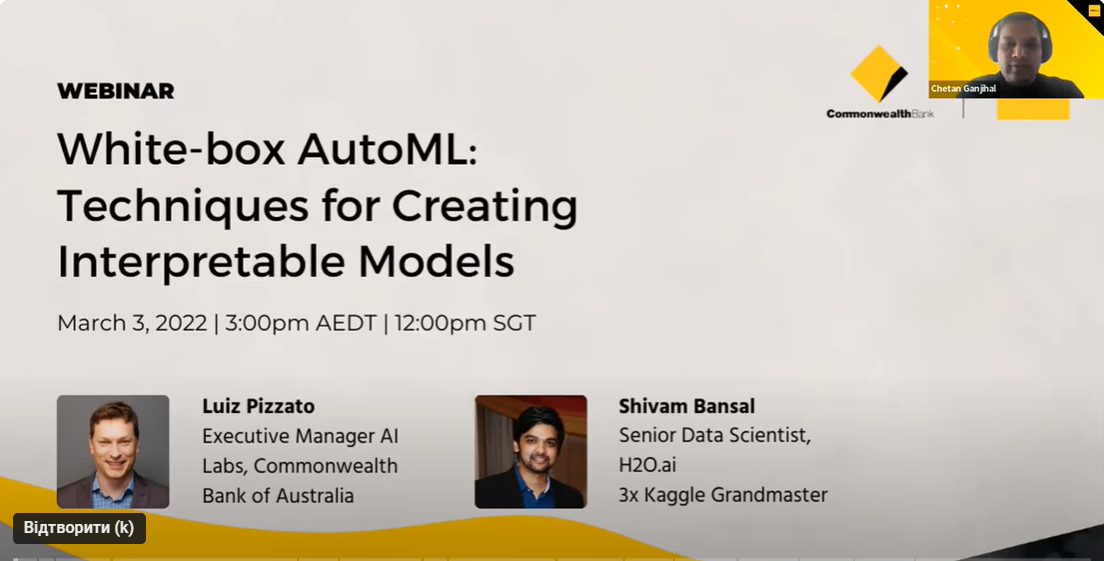 WEBINAR
White-box AutoML:
Techniques for Creating
Interpretable Models
March 3, 2022 | 3:00pm AEDT | 12:00pm SGT
CommonwealthBank
Chetan Ganjihal
Luiz Pizzato
Executive Manager AI
Labs, Commonwealth
Bank of Australia
Shivam Bansal
Senior Data Scientist,
H2O.ai
3x Kaggle Grandmaster
Відтворити (k)